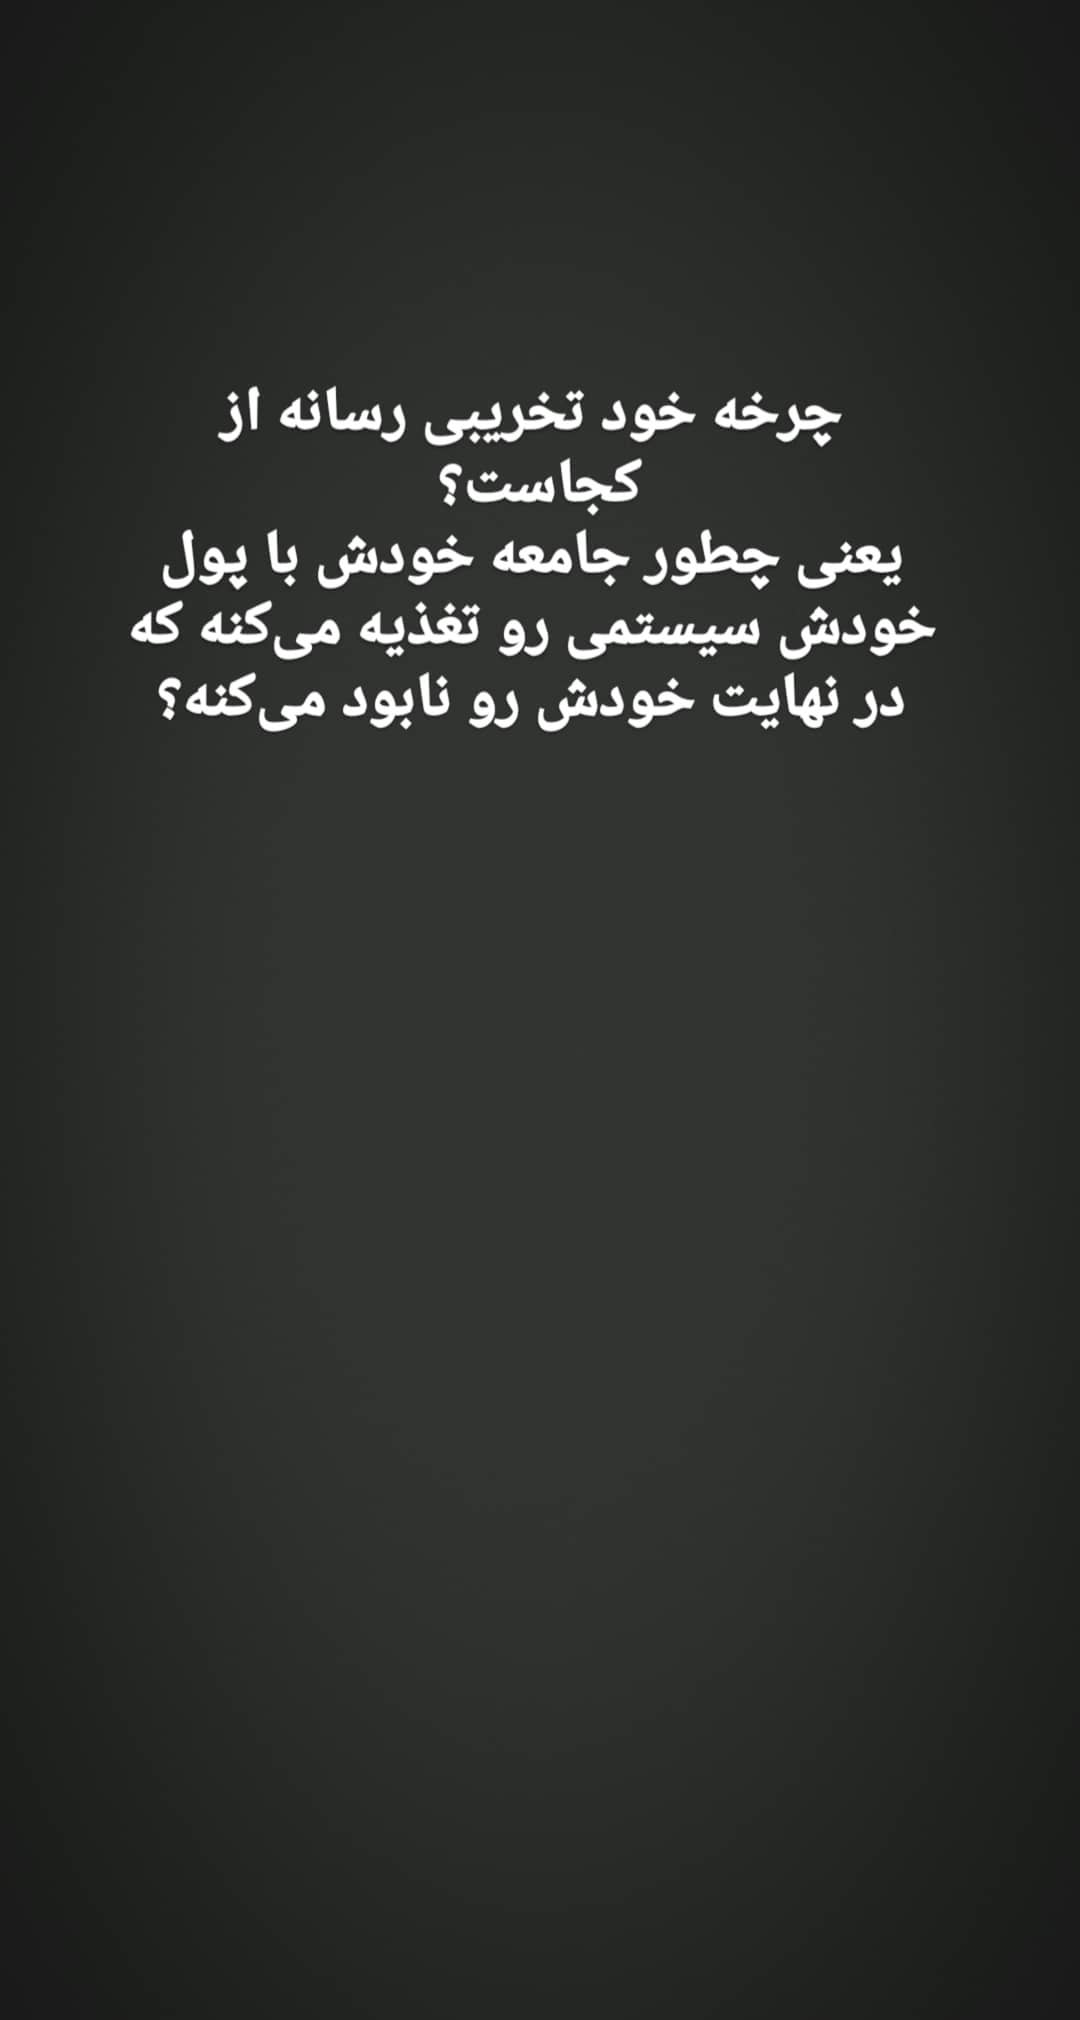 چرخه خود تخریبی رسانه از
کجاست؟
یعنی چطور جامعه خودش با پول
خودش سیستمی رو تغذیه می‌کنه که
در نهایت خودش رو نابود می‌کنه؟